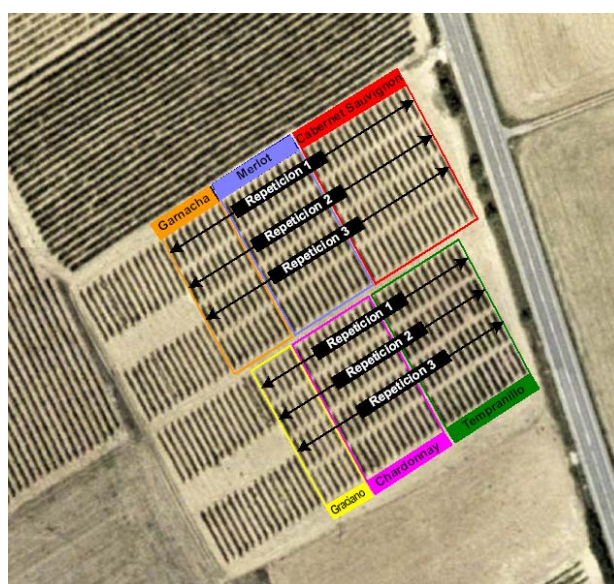 Cabernet Sauvignon
Merlot
Garnacha
Repeticion 1
Repeticion 2
Repeticion 3
Repeticion 1
Repeticion 2
Repeticion 3
Tempranillo
Chardonnay
Graciano